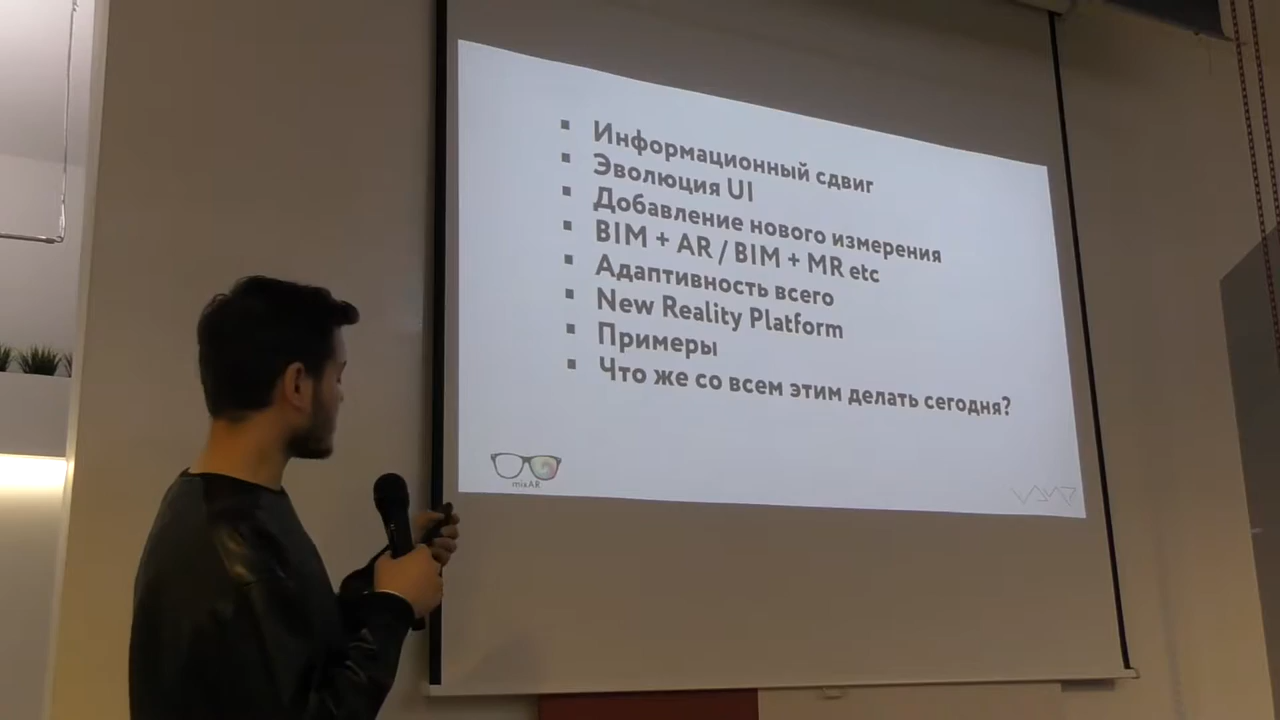 Информационный сдвиг
Эволюция UI
Добавление нового измерения
BIM + AR / BIM + MR etc
Адаптивность всего
New Reality Platform
Примеры
Что же со всем этим делать сегодня?
mixAR